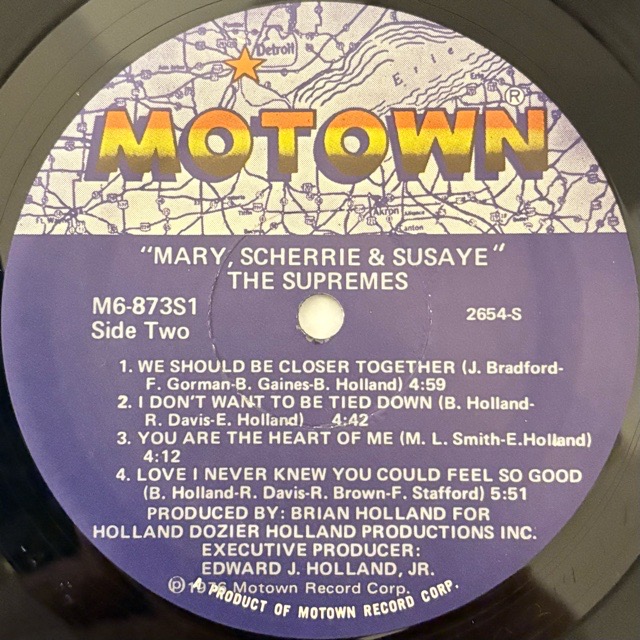 Detroit
Erie
MOTOWN®
Akron
Canton
"MARY, SCHERRIE & SUSAYE"
THE SUPREMES
M6-873S1
Side Two
2654-S
1. WE SHOULD BE CLOSER TOGETHER (J. Bradford-
F. Gorman-B. Gaines-B. Holland) 4:59
2. I DON'T WANT TO BE TIED DOWN (B. Holland-
R. Davis-E. Holland) 4:42
3. YOU ARE THE HEART OF ME (M. L. Smith-E.Holland)
4:12
4. LOVE I NEVER KNEW YOU COULD FEEL SO GOOD
(B. Holland-R. Davis-R. Brown-F. Stafford) 5:51
PRODUCED BY: BRIAN HOLLAND FOR
HOLLAND DOZIER HOLLAND PRODUCTIONS INC.
EXECUTIVE PRODUCER:
EDWARD J. HOLLAND, JR.
Ⓟ Motown Record Corp.
A PRODUCT OF MOTOWN RECORD CORP.